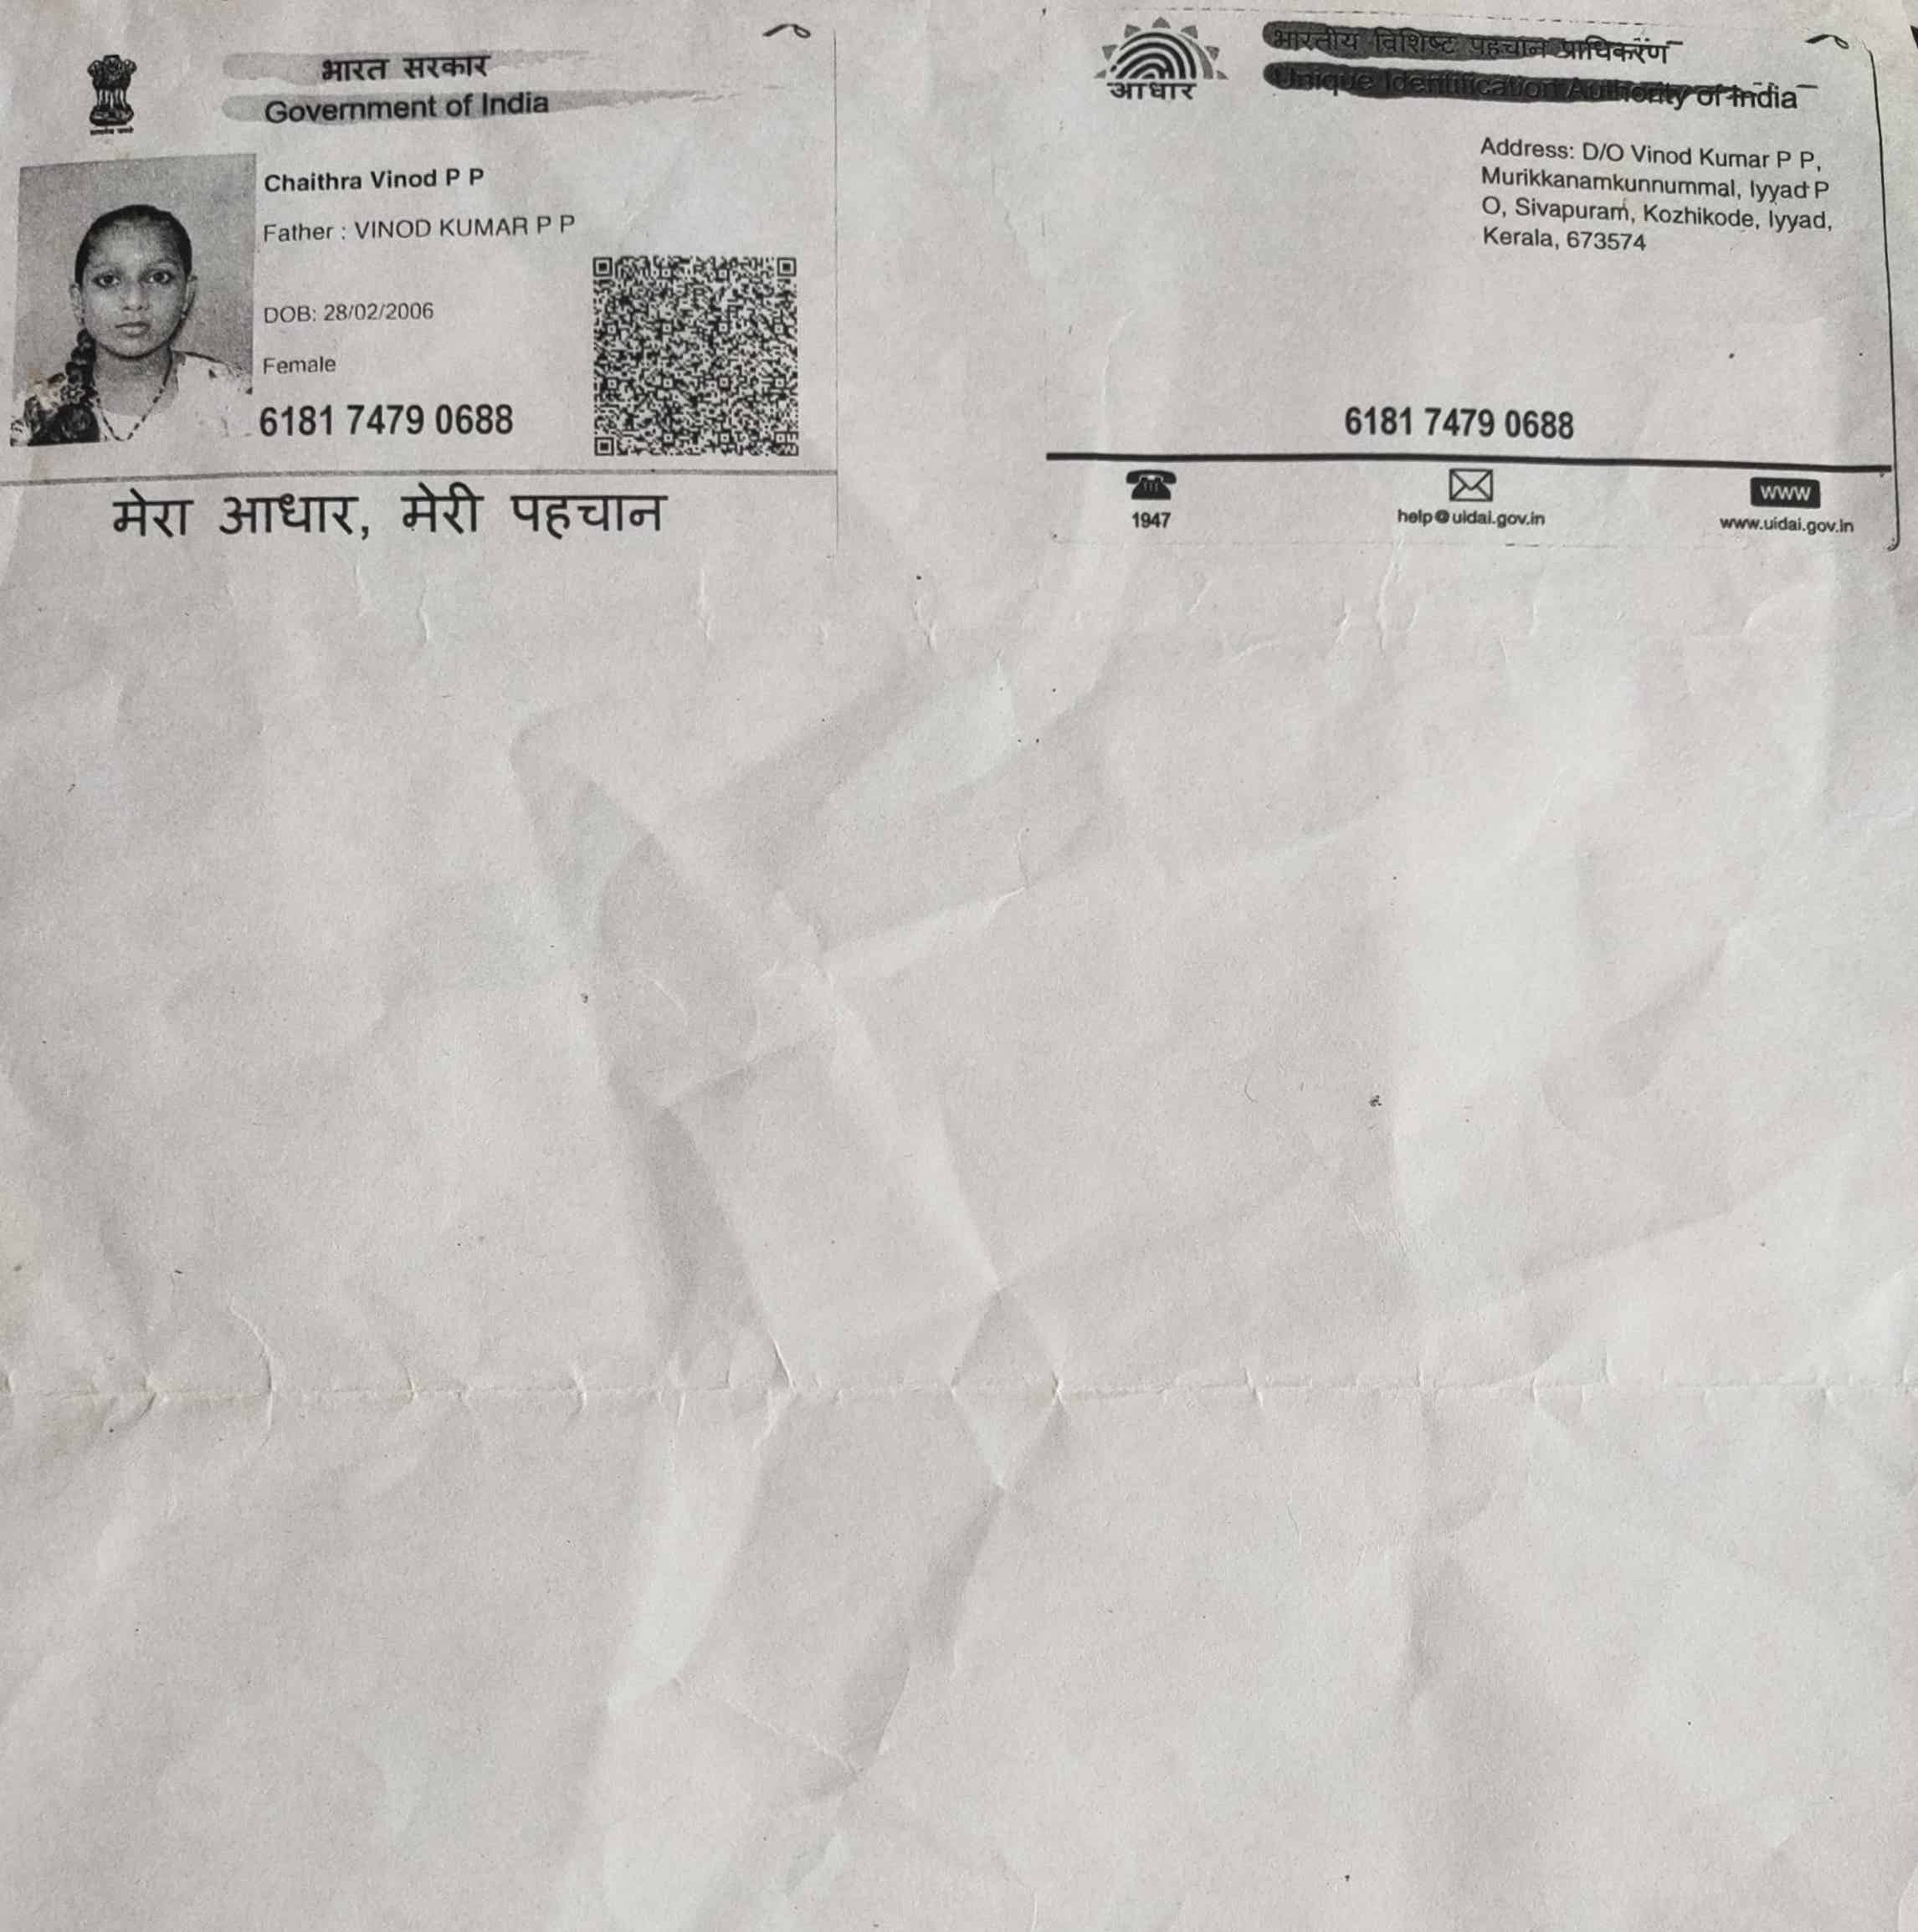 भारत सरकार
Government of India
Chaithra Vinod P P
Father : VINOD KUMAR P P
DOB: 28/02/2006
Female
6181 7479 0688
मेरा आधार, मेरी पहचान
आधार
भारतीय विशिष्ट पहचान प्राधिकरण
Unique Identification Authority of India
Address: D/O Vinod Kumar P P,
Murikkanamkunnummal, Iyyad P
O, Sivapuram, Kozhikode, Iyyad,
Kerala, 673574
6181 7479 0688
1947
help@uidai.gov.in
www
www.uidai.gov.in